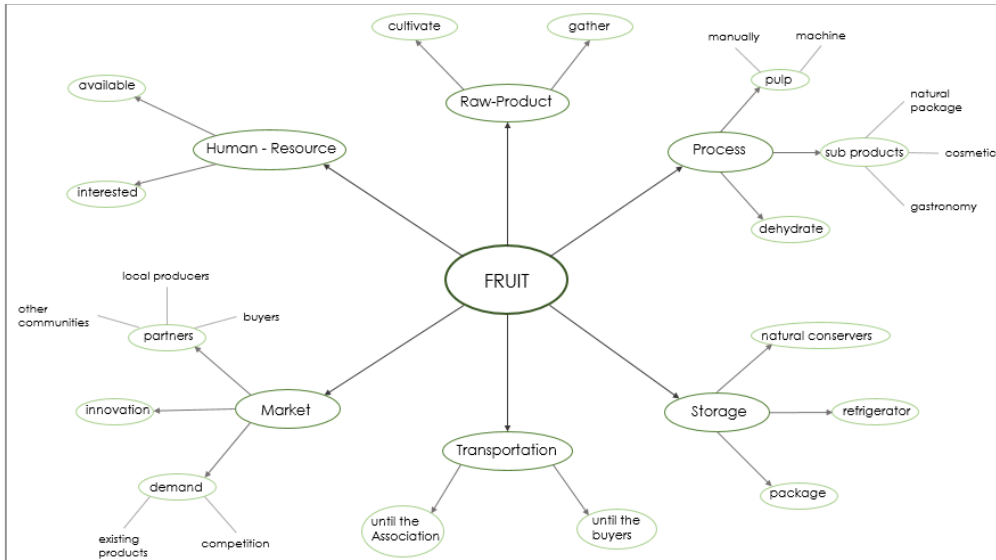 cultivate
gather
Raw-Product
manually
machine
pulp
available
Human - Resource
interested
Process
natural
package
sub products
cosmetic
gastronomy
dehydrate
FRUIT
local producers
other
communities
buyers
partners
innovation
Market
demand
existing
products
competition
Transportation
until the
Association
until the
buyers
natural conservers
Storage
refrigerator
package